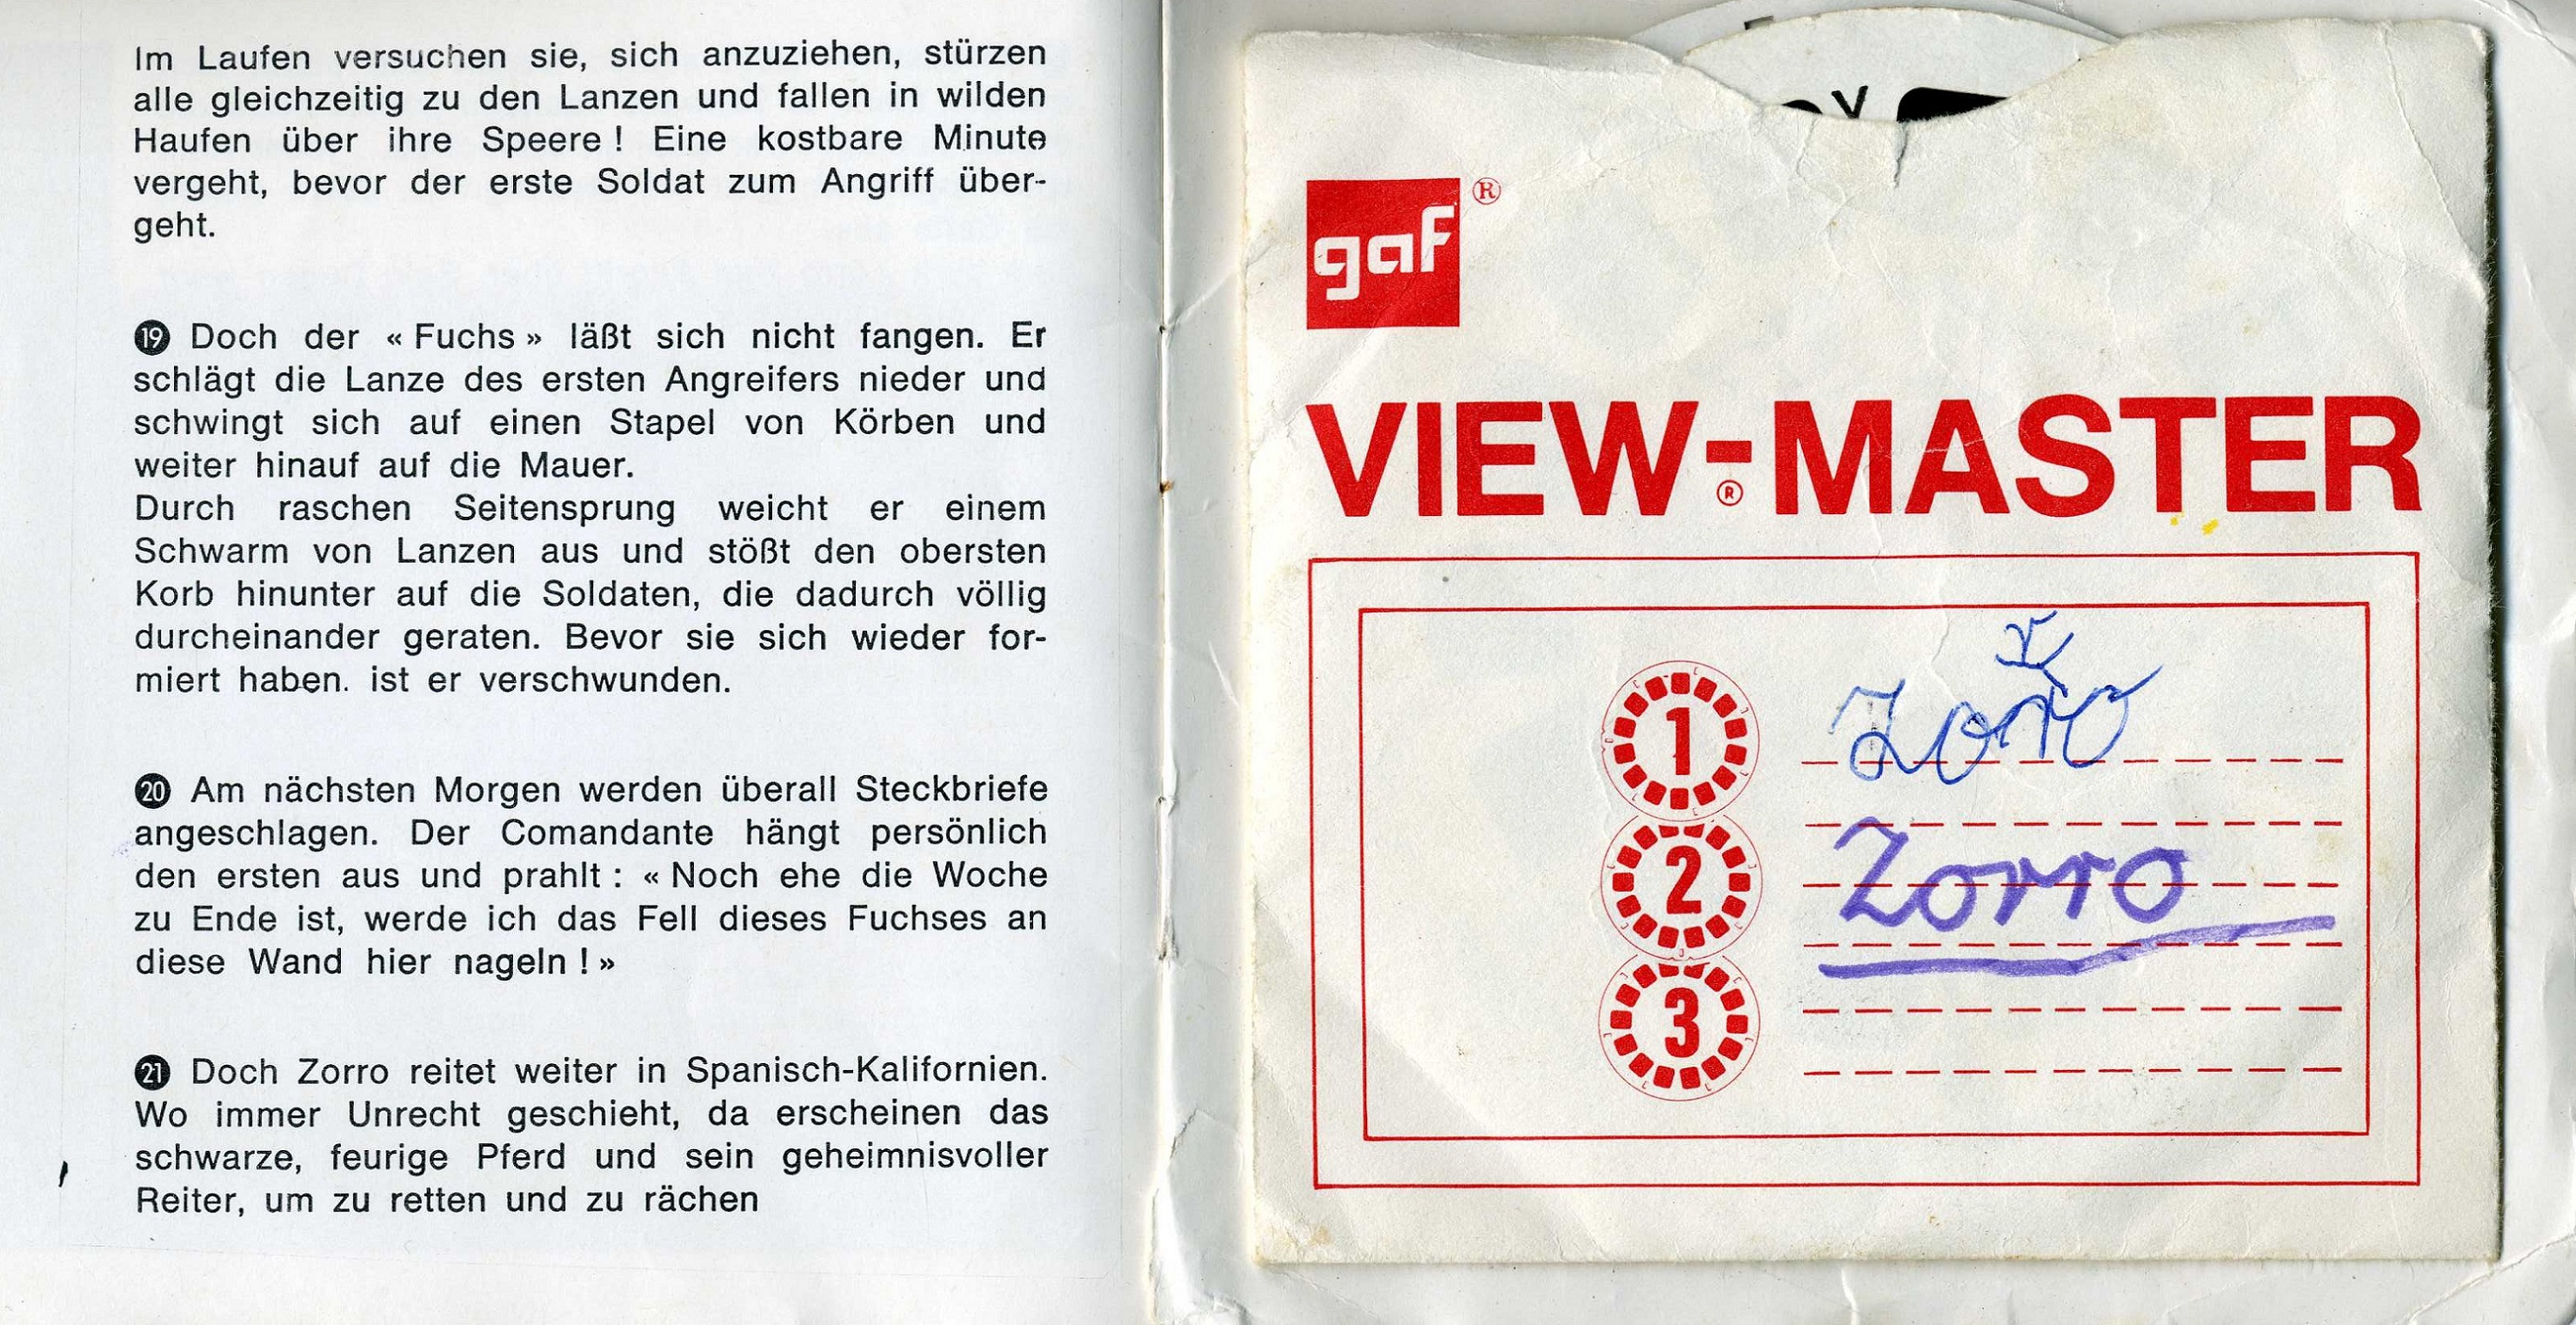 Im Laufen versuchen sie, sich anzuziehen, stürzen
alle gleichzeitig zu den Lanzen und fallen in wilden
Haufen über ihre Speere ! Eine kostbare Minute
vergeht, bevor der erste Soldat zum Angriff über-
geht.
19 Doch der « Fuchs » läßt sich nicht fangen. Er
schlägt die Lanze des ersten Angreifers nieder und
schwingt sich auf einen Stapel von Körben und
weiter hinauf auf die Mauer.
Durch raschen Seitensprung weicht er einem
Schwarm von Lanzen aus und stößt den obersten
Korb hinunter auf die Soldaten, die dadurch völlig
durcheinander geraten. Bevor sie sich wieder for-
miert haben. ist er verschwunden.
20 Am nächsten Morgen werden überall Steckbriefe
angeschlagen. Der Comandante hängt persönlich
den ersten aus und prahlt : « Noch ehe die Woche
zu Ende ist, werde ich das Fell dieses Fuchses an
diese Wand hier nageln ! »
21 Doch Zorro reitet weiter in Spanisch-Kalifornien.
Wo immer Unrecht geschieht, da erscheinen das
schwarze, feurige Pferd und sein geheimnisvoller
Reiter, um zu retten und zu rächen
gaf ®
VIEW-MASTER
®
1 Zorro
2 Zorro
3